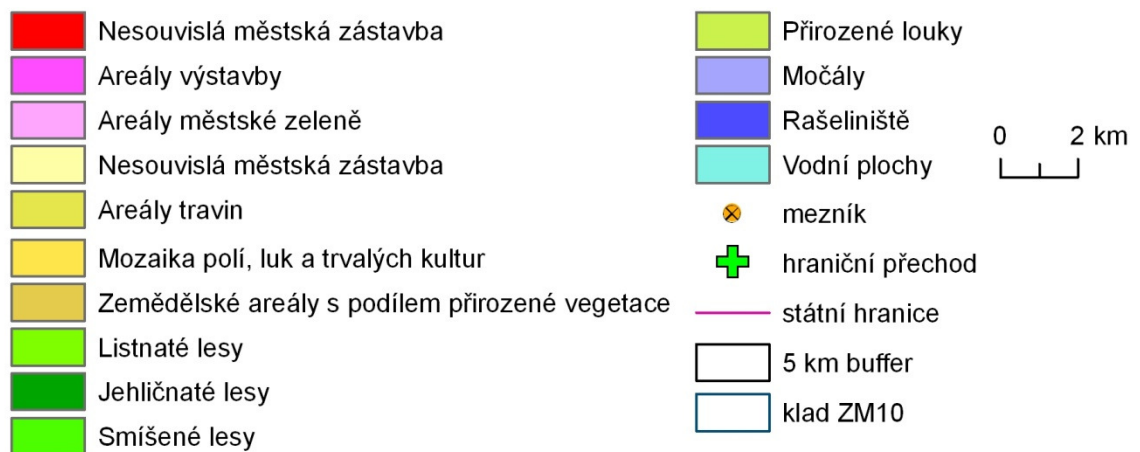 Nesouvislá městská zástavba
Areály výstavby
Areály městské zeleně
Nesouvislá městská zástavba
Areály travin
Mozaika polí, luk a trvalých kultur
Zemědělské areály s podílem přirozené vegetace
Listnaté lesy
Jehličnaté lesy
Smíšené lesy
Přirozené louky
Močály
Rašeliniště
Vodní plochy
mezník
hraniční přechod
státní hranice
5 km buffer
klad ZM10
0 2 km